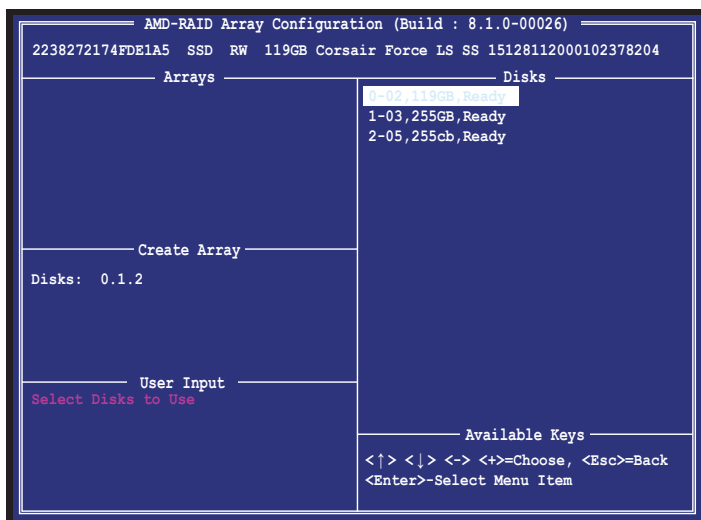 AMD-RAID Array Configuration (Build : 8.1.0-00026)
2238272174FDE1A5 SSD RW 119GB Corsair Force LS SS 15128112000102378204
Arrays
Disks
0-02,119GB,Ready
1-03,255GB,Ready
2-05,255cb,Ready
Create Array
Disks: 0.1.2
User Input
Select Disks to Use
Available Keys
<↑> <↓> <-> <+>=Choose, <Esc>=Back
<Enter>-Select Menu Item